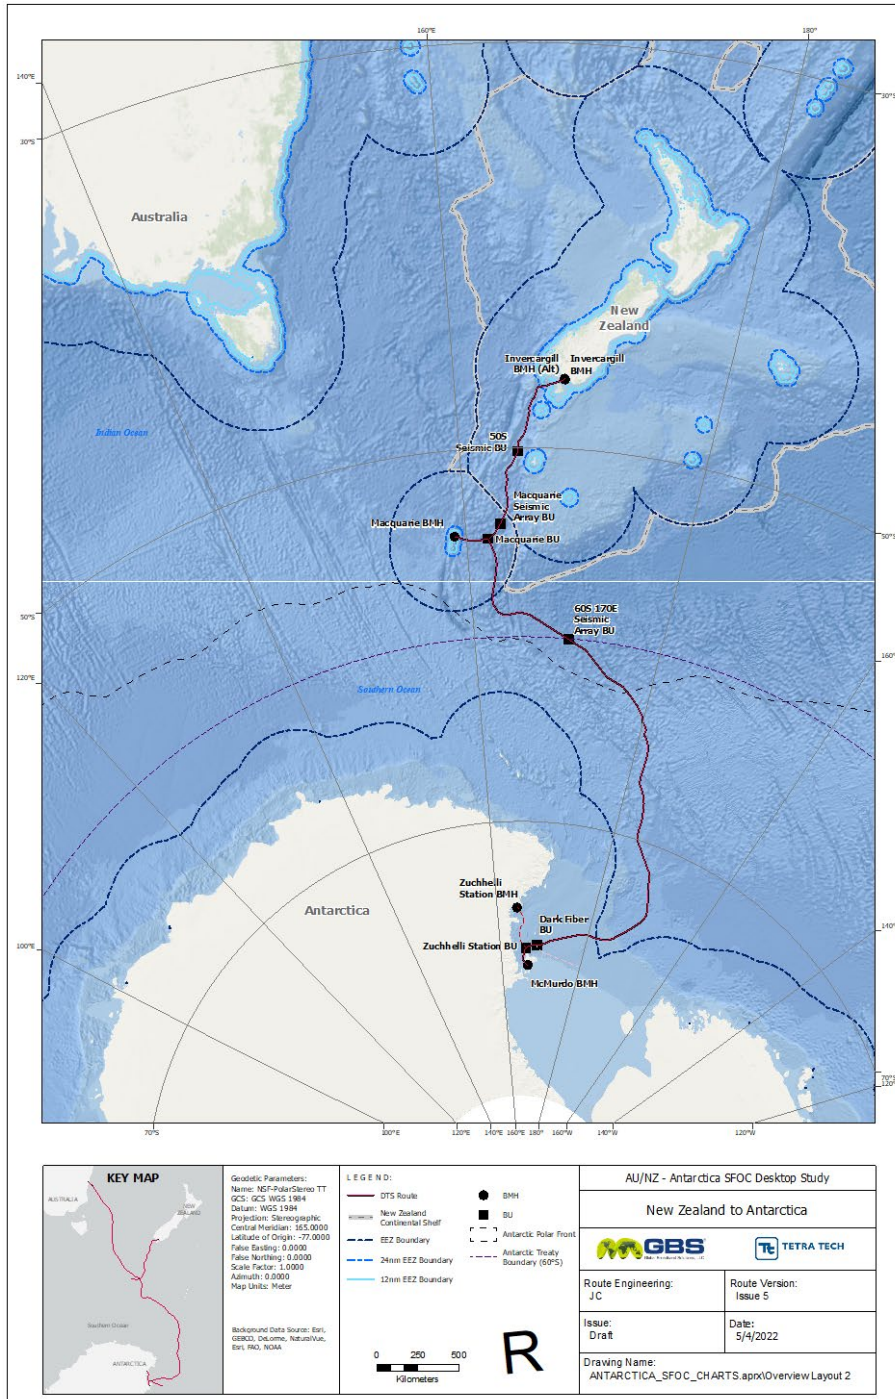 160°E
180°
140°E
30°S
30°S
Australia
New
Zealand
Invercargill
BMH (Alt)
Invercargill
BMH
Indian Ocean
50S
Seismic BU
Macquarie
Seismic
Array BU
Macquarie BMH
Macquarie BU
50°S
50°S
60S 170E
Seismic
Array BU
120°E
160°
Southern Ocean
Zuchhelli
Station BMH
Antarctica
Dark Fiber
BU
Zuchhelli Station BU
McMurdo BMH
100°E
140°
70°S
120°
70°S
100°E
120°E
140°E
160°E
180°
160°W
140°W
120°W
KEY MAP
AUSTRALIA
NEW
ZEALAND
Southern Ocean
ANTARCTICA
Geodetic Parameters:
Name: NSF-PolarStereo TT
GCS: GCS WGS 1984
Datum: WGS 1984
Projection: Stereographic
Central Meridian: 165.0000
Latitude of Origin: -77.0000
False Easting: 0.0000
False Northing: 0.0000
Scale Factor: 1.0000
Azimuth: 0.0000
Map Units: Meter
Background Data Source: Esri,
GEBCO, DeLorme, NaturalVue,
Esri, FAO, NOAA
LEGEND:
DTS Route
New Zealand
Continental Shelf
EEZ Boundary
24nm EEZ Boundary
12nm EEZ Boundary
BMH
BU
Antarctic Polar Front
Antarctic Treaty
Boundary (60°S)
0 250 500
Kilometers
R
AU/NZ - Antarctica SFOC Desktop Study
New Zealand to Antarctica
GBS
TETRA TECH
Route Engineering:
JC
Route Version:
Issue 5
Issue:
Draft
Date:
5/4/2022
Drawing Name:
ANTARCTICA_SFOC_CHARTS.aprx\Overview Layout 2